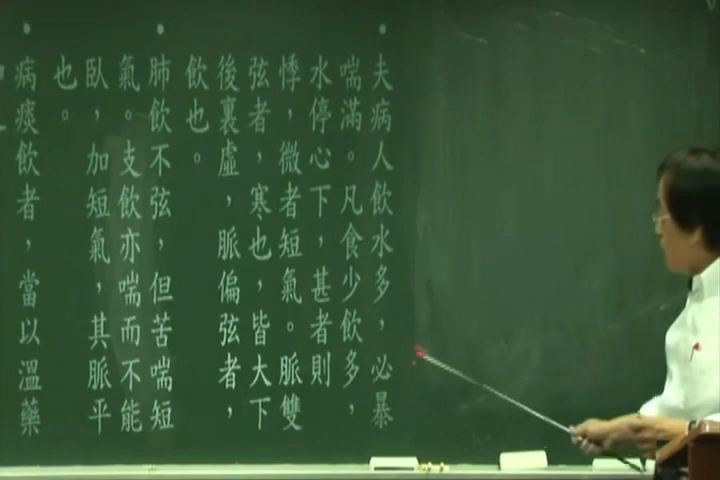 夫病人飲水多，必暴
喘滿。凡食少飲多，
水停心下，甚者則
悸，微者短氣。脈雙
弦者，寒也，皆大下
後裏虛，脈偏弦者，
飲也。
肺飲不弦，但苦喘短
氣。支飲亦喘而不能
臥，加短氣，其脈平
也。
病痰飲者，當以溫藥